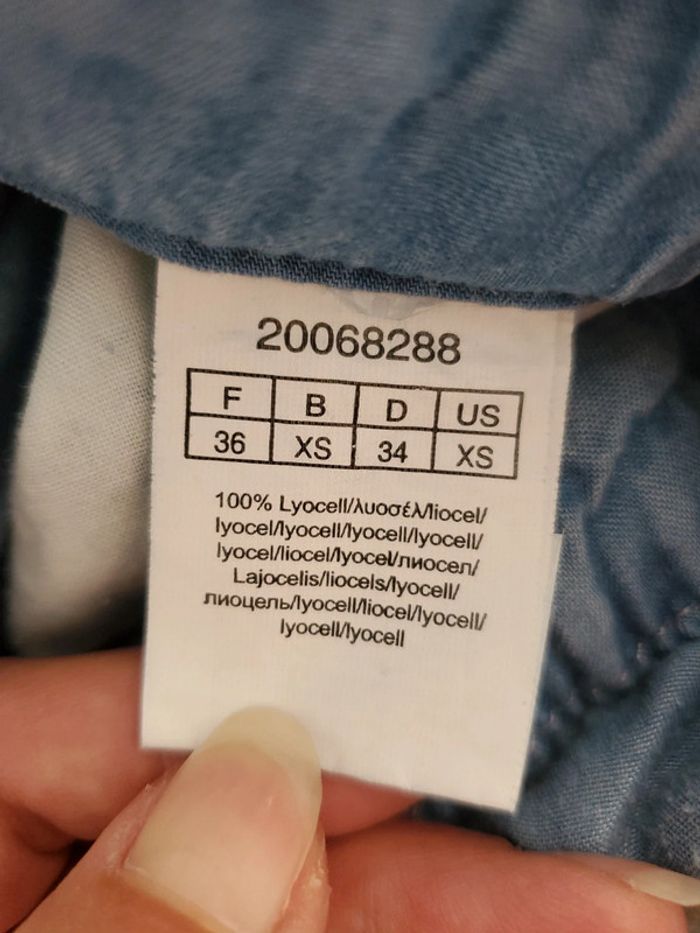 20068288
F B D US
36 XS 34 XS
100% Lyocell/λυοσέλ/liocel/
lyocel/lyocell/lyocell/lyocell/
lyocel/liocel/lyocel/лиосел/
Lajocelis/liocels/lyocell/
лиоцель/lyocell/liocel/lyocell/
lyocell/lyocell